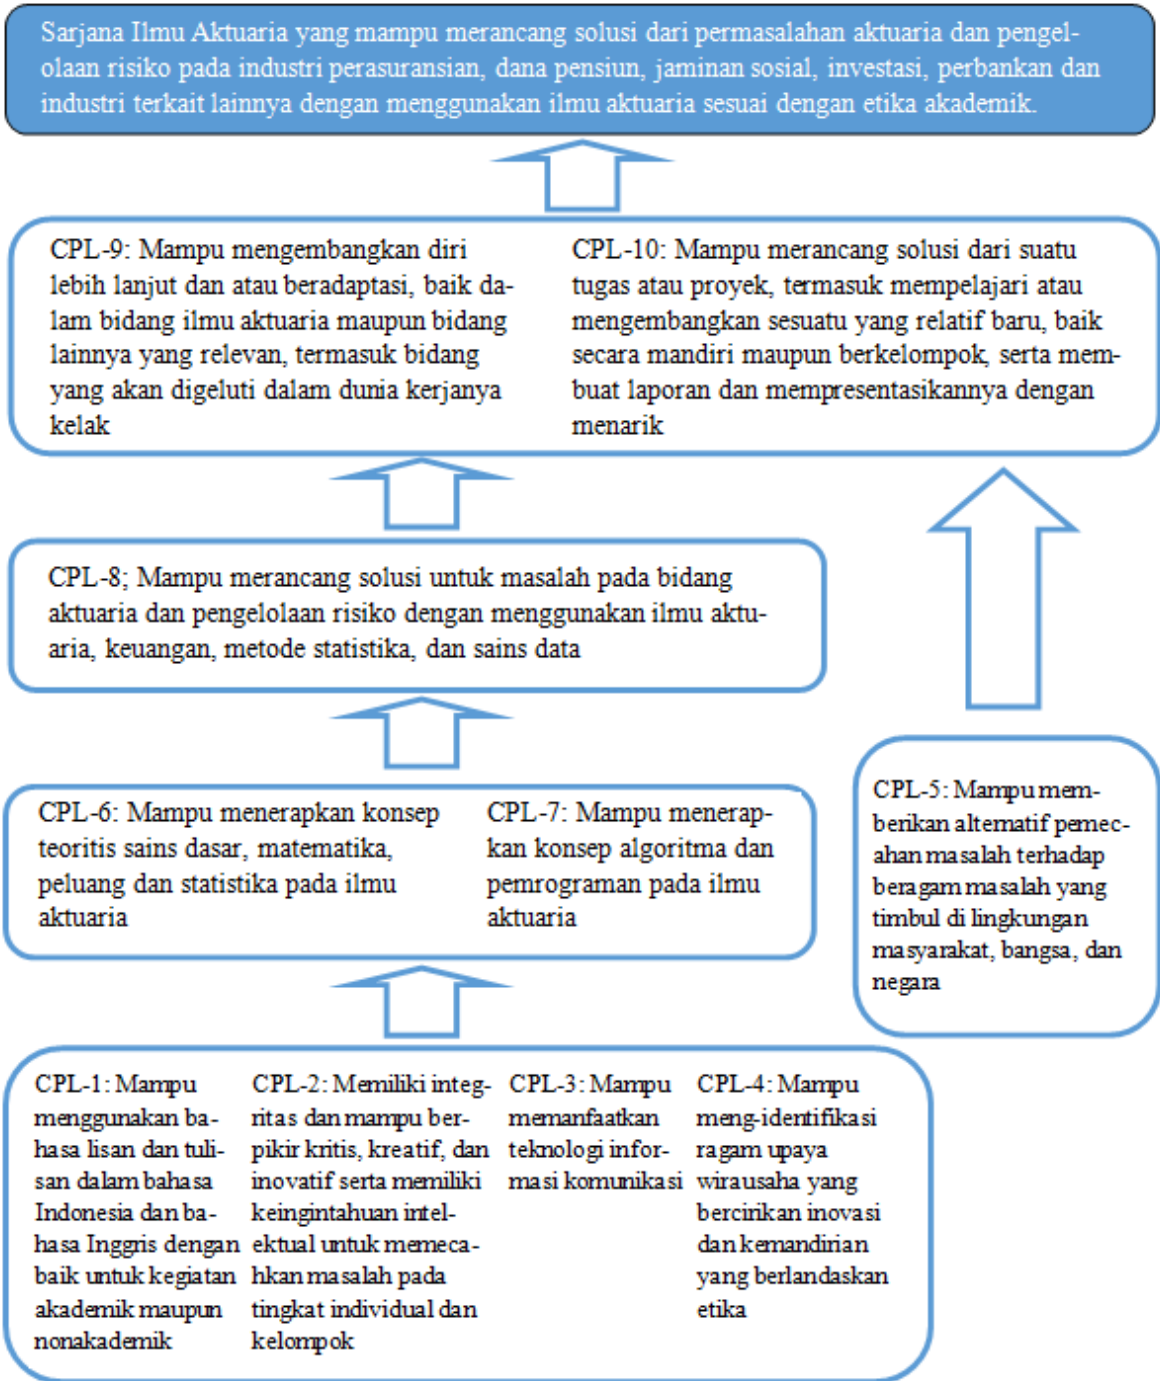 Sarjana Ilmu Aktuaria yang mampu merancang solusi dari permasalahan aktuaria dan pengel-
olaan risiko pada industri perasuransian, dana pensiun, jaminan sosial, investasi, perbankan dan
industri terkait lainnya dengan menggunakan ilmu aktuaria sesuai dengan etika akademik.
CPL-9: Mampu mengembangkan diri
lebih lanjut dan atau beradaptasi, baik da-
lam bidang ilmu aktuaria maupun bidang
lainnya yang relevan, termasuk bidang
yang akan digeluti dalam dunia kerjanya
kelak
CPL-10: Mampu merancang solusi dari suatu
tugas atau proyek, termasuk mempelajari atau
mengembangkan sesuatu yang relatif baru, baik
secara mandiri maupun berkelompok, serta mem-
buat laporan dan mempresentasikannya dengan
menarik
CPL-8; Mampu merancang solusi untuk masalah pada bidang
aktuaria dan pengelolaan risiko dengan menggunakan ilmu aktu-
aria, keuangan, metode statistika, dan sains data
CPL-6: Mampu menerapkan konsep
teoritis sains dasar, matematika,
peluang dan statistika pada ilmu
aktuaria
CPL-7: Mampu menerap-
kan konsep algoritma dan
pemrograman pada ilmu
aktuaria
CPL-5: Mampu mem-
berikan alternatif pemec-
ahan masalah terhadap
beragam masalah yang
timbul di lingkungan
masyarakat, bangsa, dan
negara
CPL-1: Mampu
menggunakan ba-
hasa lisan dan tuli-
san dalam bahasa
Indonesia dan ba-
hasa Inggris dengan
baik untuk kegiatan
akademik maupun
nonakademik
CPL-2: Memiliki integ-
ritas dan mampu ber-
pikir kritis, kreatif, dan
inovatif serta memiliki
keingintahuan intel-
ektual untuk memeca-
hkan masalah pada
tingkat individual dan
kelompok
CPL-3: Mampu
memanfaatkan
teknologi infor-
masi komunikasi
CPL-4: Mampu
meng-identifikasi
ragam upaya
wirausaha yang
bercirikan inovasi
dan kemandirian
yang berlandaskan
etika